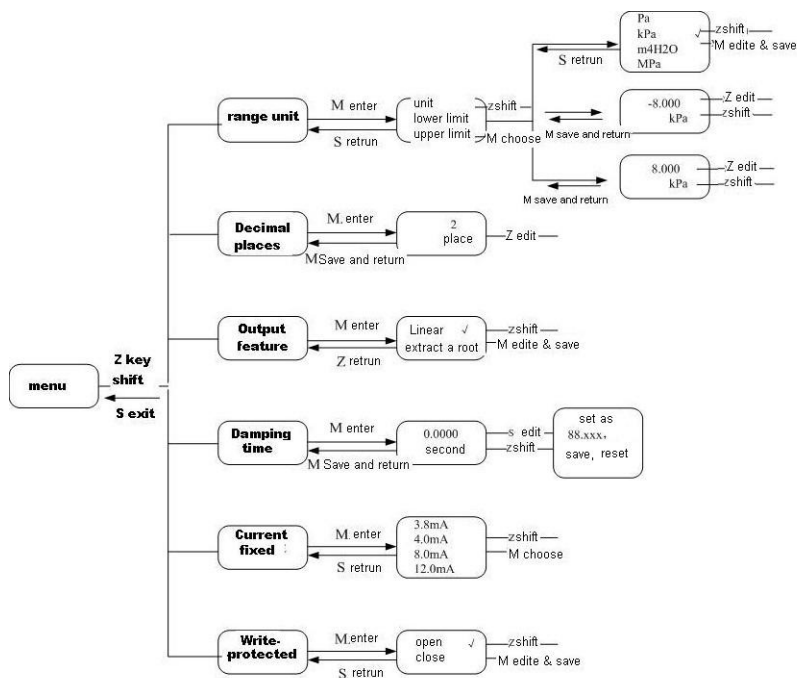 Pa
kPa
m4H2O
MPa
√
zshift
M edite & save
S retrun
range unit
M enter
S retrun
unit
lower limit
upper limit
zshift
M choose
-8.000
kPa
Z edit
zshift
M save and return
8.000
kPa
Z edit
zshift
M save and return
Decimal
places
M. enter
M Save and return
2
place
Z edit
Output
feature
M enter
Z retrun
Linear √
extract a root
zshift
M edite & save
menu
Z key
shift
S exit
Damping
time
M enter
M Save and return
0.0000
second
s edit
zshift
set as
88.xxx,
save, reset
Current
fixed :
M. enter
S retrun
3.8mA
4.0mA
8.0mA
12.0mA
zshift
M choose
Write-
protected
M.enter
S retrun
open √
close
zshift
M edite & save